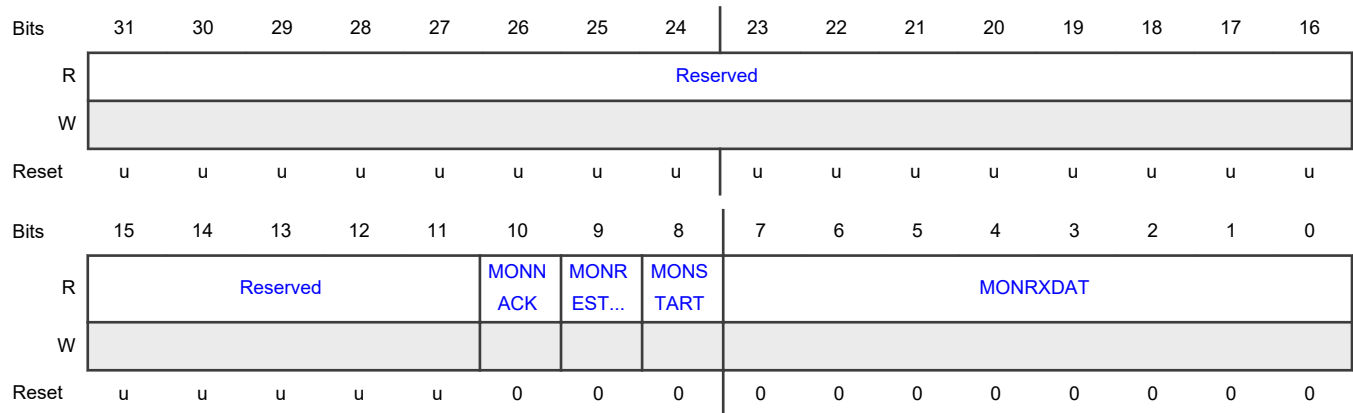 Bits 31 30 29 28 27 26 25 24 23 22 21 20 19 18 17 16
R Reserved
W
Reset u u u u u u u u u u u u u u u u
Bits 15 14 13 12 11 10 9 8 7 6 5 4 3 2 1 0
R Reserved MONN ACK MONR EST... MONS TART MONRXDAT
W
Reset u u u u u 0 0 0 0 0 0 0 0 0 0 0